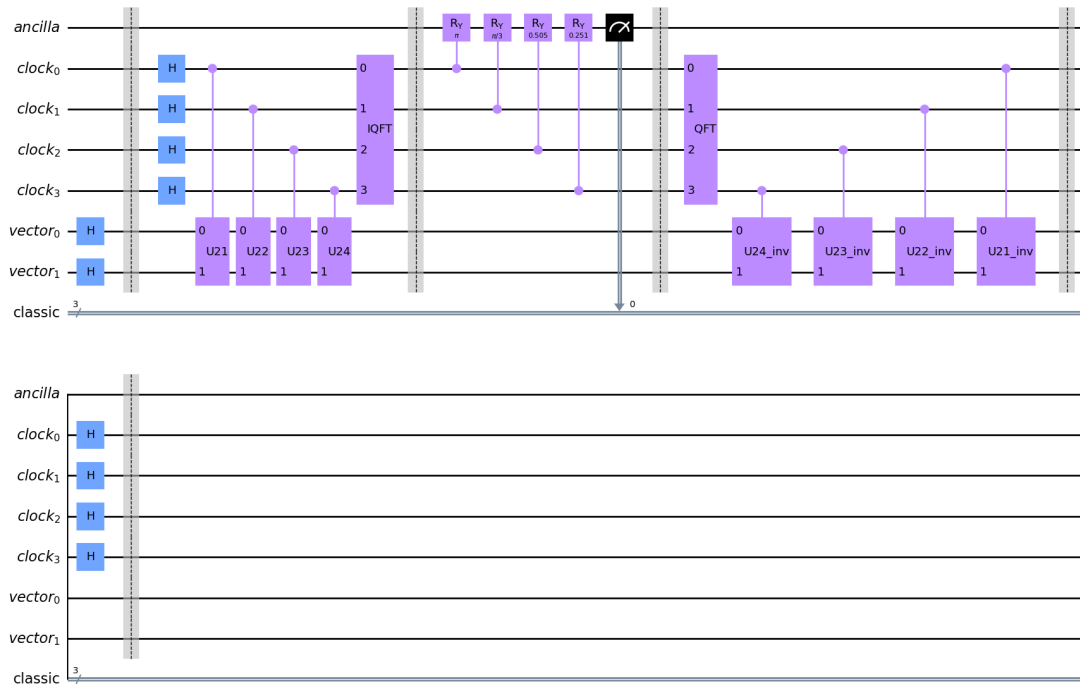 ancilla RY π RY π/3 RY 0.505 RY 0.251
clock0 H 0 0
clock1 H 1 1
IQFT QFT
clock2 H 2 2
clock3 H 3 3
vector0 H 0 0 0 0 0 0 0 0
U21 U22 U23 U24 U24_inv U23_inv U22_inv U21_inv
vector1 H 1 1 1 1 1 1 1 1
classic 3 0
ancilla
clock0 H
clock1 H
clock2 H
clock3 H
vector0
vector1
classic 3